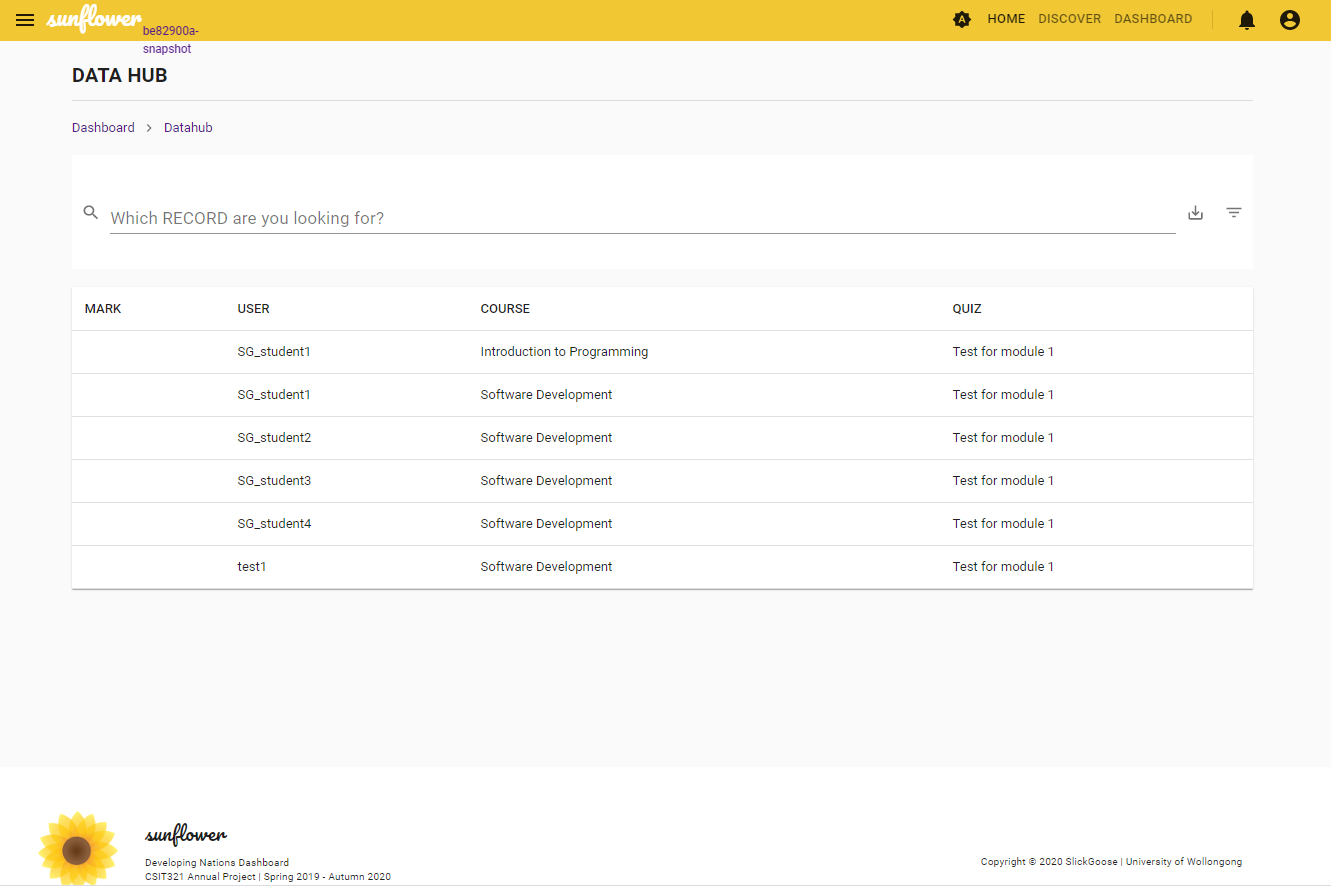 sunflower
be82900a-
snapshot
A HOME DISCOVER DASHBOARD
DATA HUB
Dashboard > Datahub
Which RECORD are you looking for?
MARK USER COURSE QUIZ
SG_student1 Introduction to Programming Test for module 1
SG_student1 Software Development Test for module 1
SG_student2 Software Development Test for module 1
SG_student3 Software Development Test for module 1
SG_student4 Software Development Test for module 1
test1 Software Development Test for module 1
sunflower
Developing Nations Dashboard
CSIT321 Annual Project | Spring 2019 - Autumn 2020
Copyright © 2020 SlickGoose | University of Wollongong